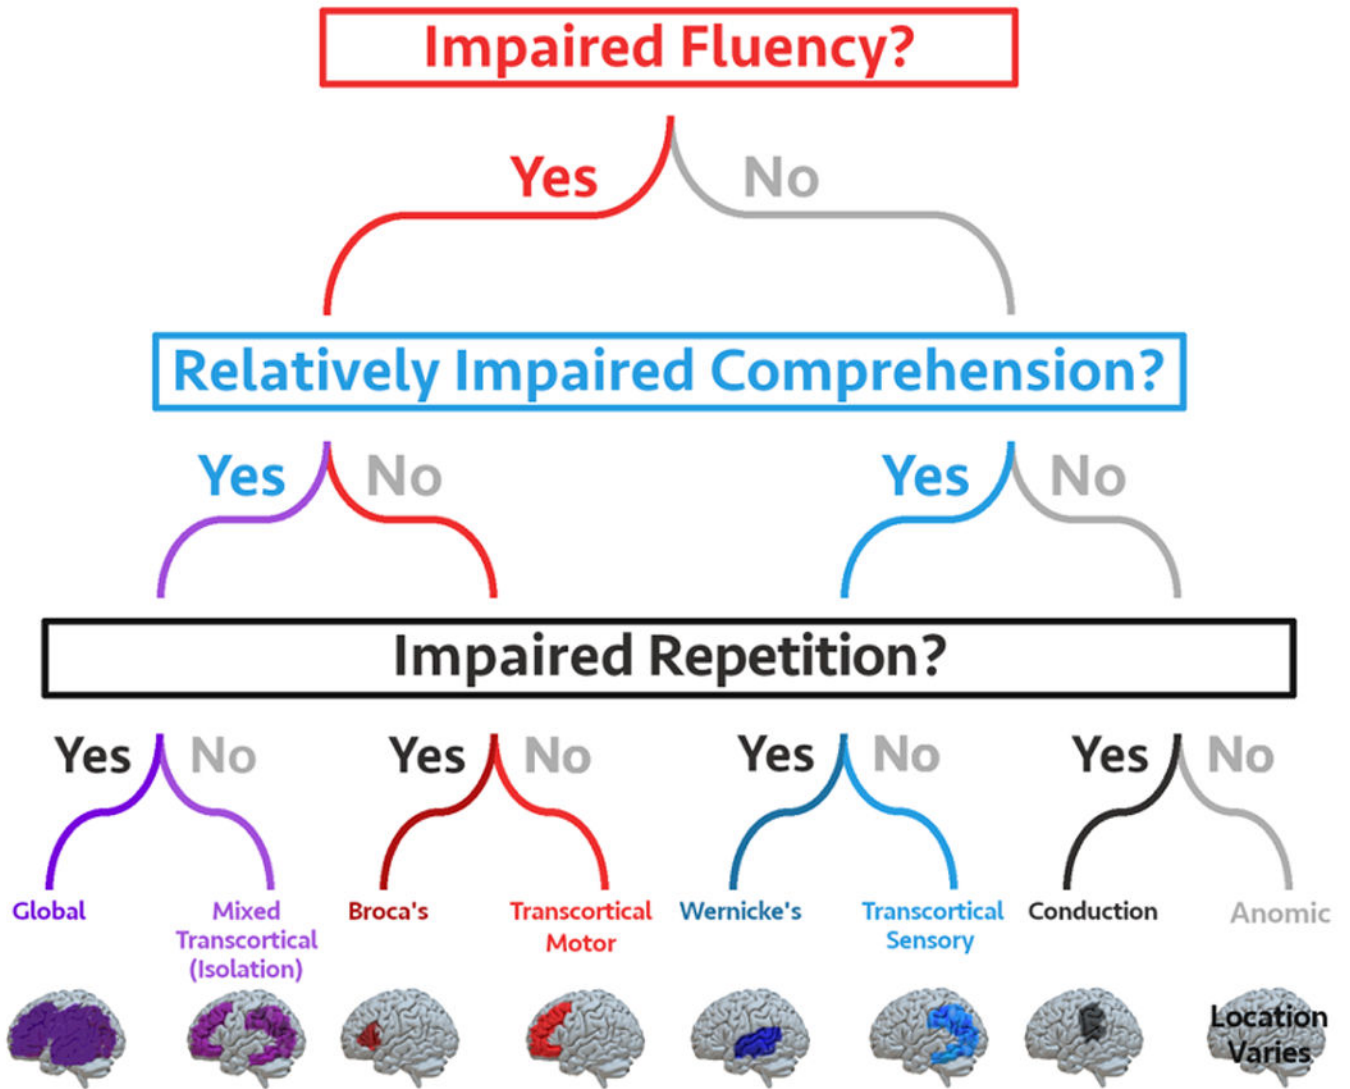 Impaired Fluency?
Yes No
Relatively Impaired Comprehension?
Yes No Yes No
Impaired Repetition?
Yes No Yes No Yes No Yes No
Global
Mixed
Transcortical
(Isolation)
Broca's
Transcortical
Motor
Wernicke's
Transcortical
Sensory
Conduction
Anomic
Location
Varies